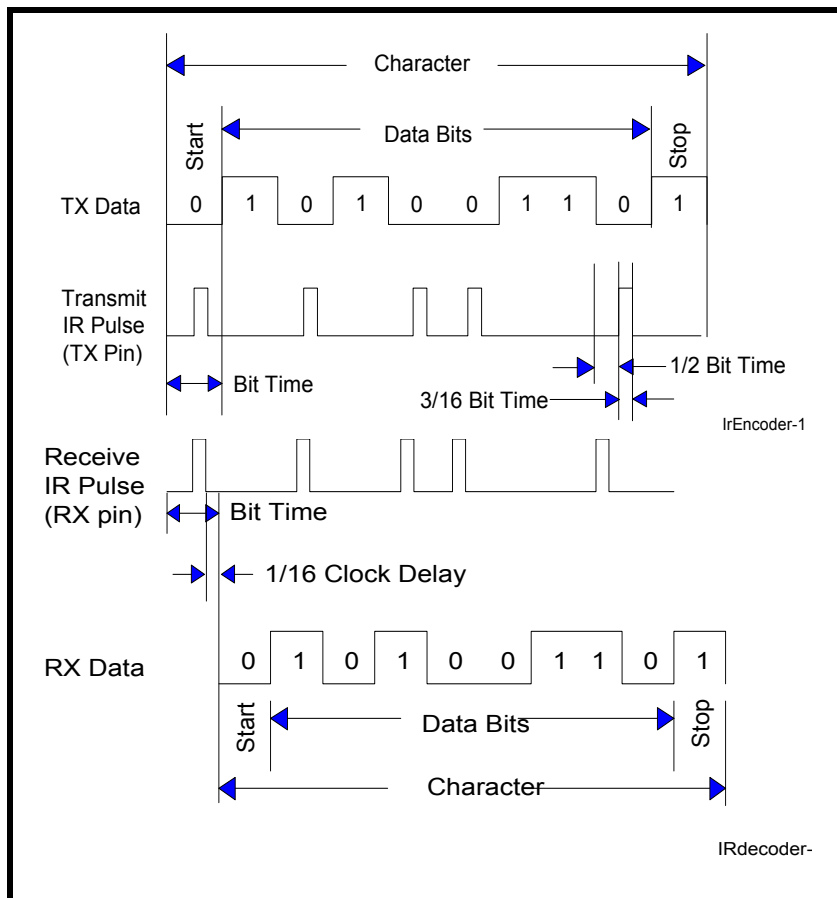 Character
Start
Data Bits
Stop
TX Data
0 1 0 1 0 0 1 1 0 1
Transmit
IR Pulse
(TX Pin)
Bit Time
1/2 Bit Time
3/16 Bit Time
IrEncoder-1
Receive
IR Pulse
(RX pin)
Bit Time
1/16 Clock Delay
RX Data
0 1 0 1 0 0 1 1 0 1
Start
Data Bits
Stop
Character
IRdecoder-